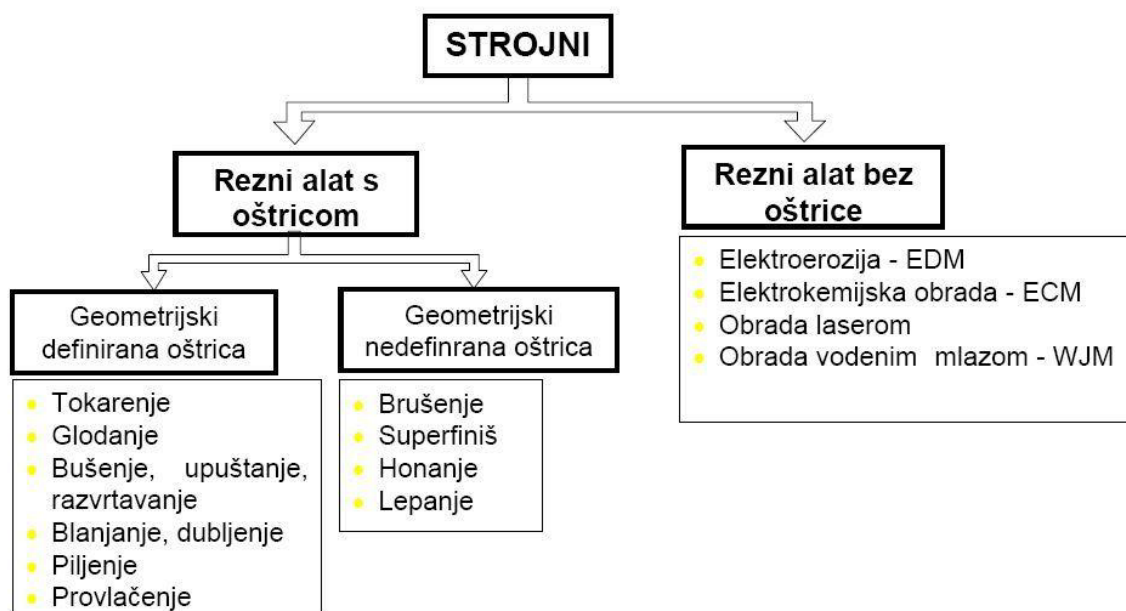 STROJNI
Rezni alat s
oštricom
Rezni alat bez
oštrice
Elektroerozija - EDM
Elektrokemijska obrada - ECM
Obrada laserom
Obrada vodenim mlazom - WJM
Geometrijski
definirana oštrica
Geometrijski
nedefinrana oštrica
Tokarenje
Glodanje
Bušenje, upuštanje,
razvrtavanje
Blanjanje, dubljenje
Piljenje
Provlačenje
Brušenje
Superfiniš
Honanje
Lepanje